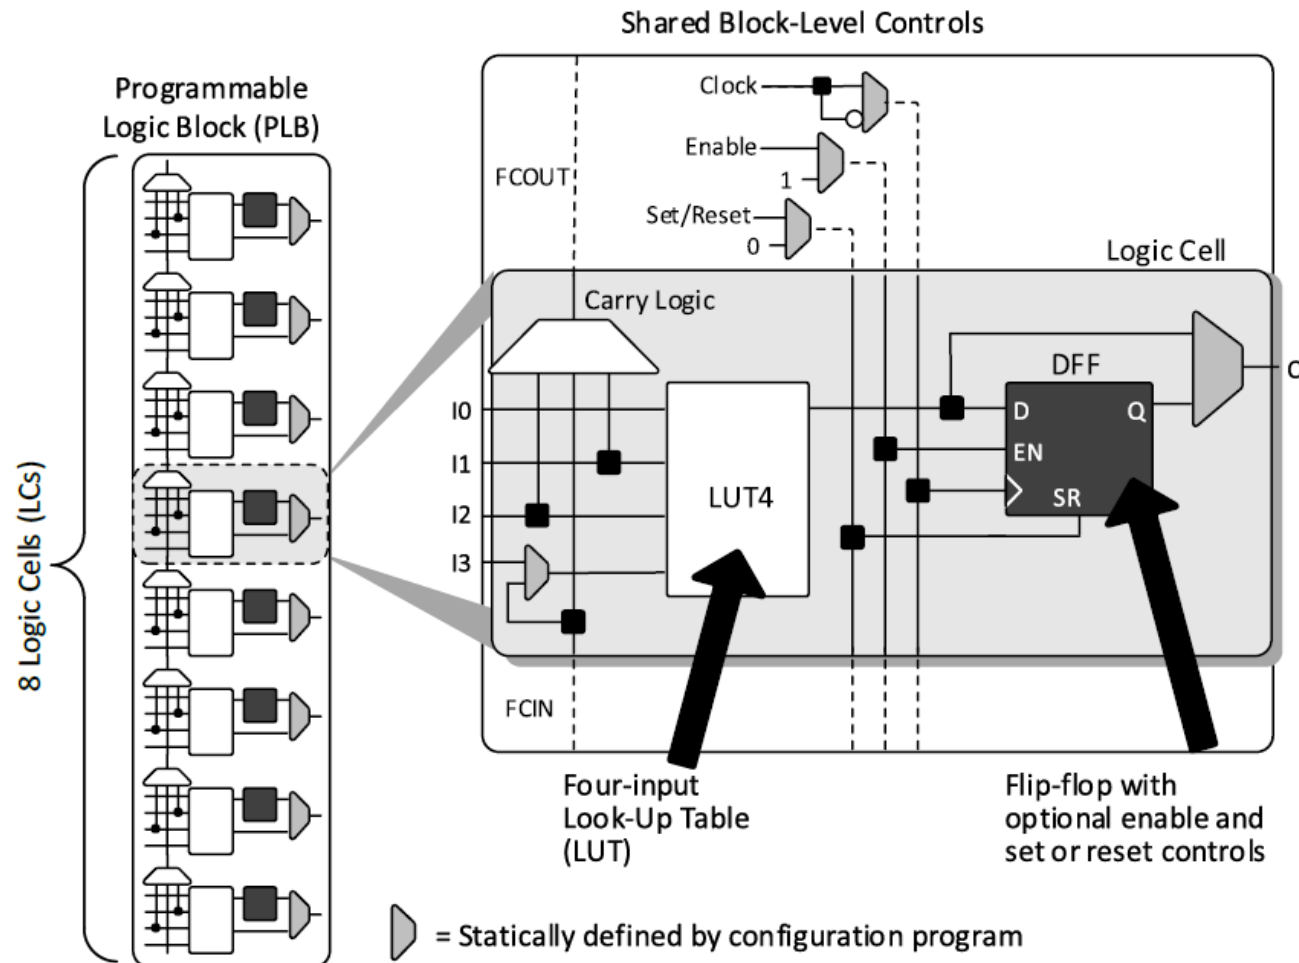 Shared Block-Level Controls
Programmable
Logic Block (PLB)
8 Logic Cells (LCs)
Clock
Enable
1
Set/Reset
0
FCOUT
Logic Cell
Carry Logic
DFF
I0
I1
I2
I3
LUT4
D
Q
EN
SR
O
FCIN
Four-input
Look-Up Table
(LUT)
Flip-flop with
optional enable and
set or reset controls
= Statically defined by configuration program